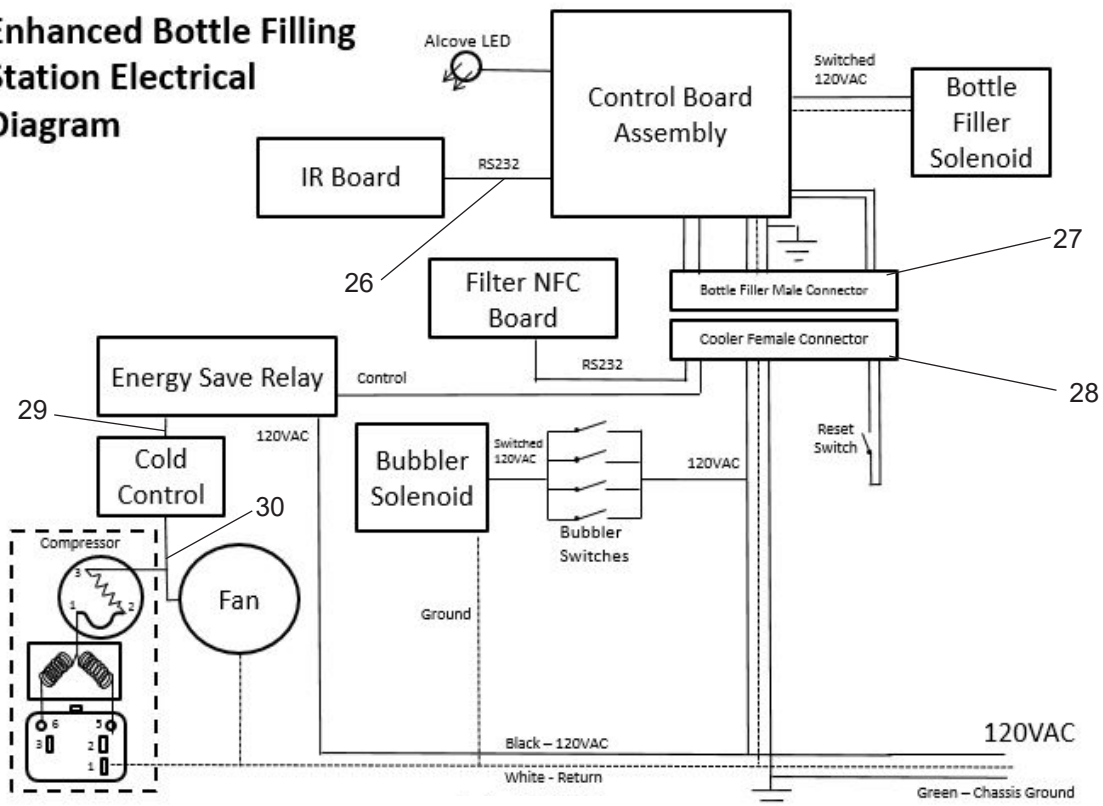 Enhanced Bottle Filling
Station Electrical
Diagram
Alcove LED
Control Board
Assembly
Switched
120VAC
Bottle
Filler
Solenoid
IR Board
RS232
26
27
Filter NFC
Board
Bottle Filler Male Connector
Cooler Female Connector
RS232
28
Energy Save Relay
Control
29
120VAC
Cold
Control
Bubbler
Solenoid
Switched
120VAC
120VAC
Reset
Switch
30
Bubbler
Switches
Compressor
3
1
2
Fan
Ground
6
5
3
2
1
Black – 120VAC
120VAC
White - Return
Green – Chassis Ground